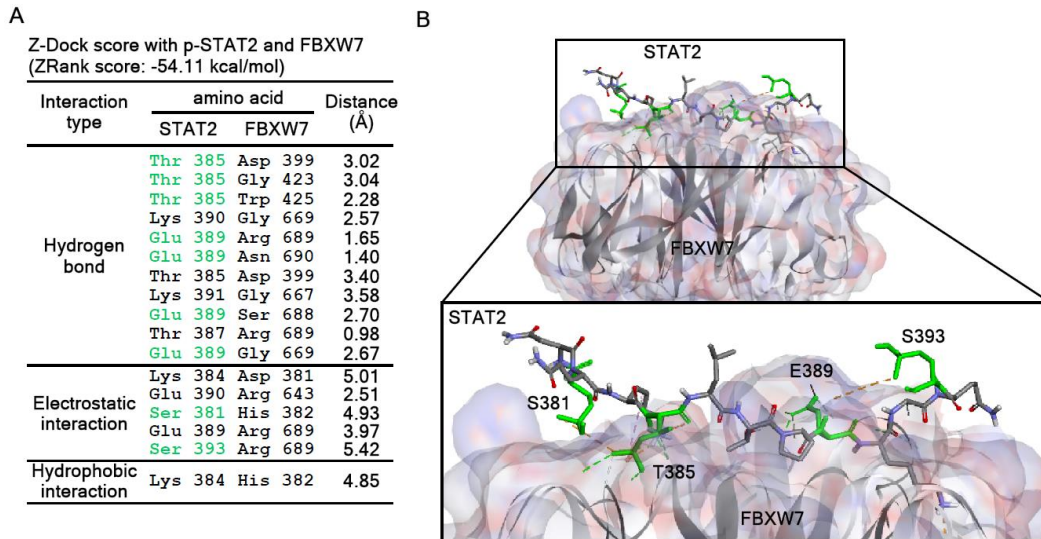 A
Z-Dock score with p-STAT2 and FBXW7
(ZRank score: -54.11 kcal/mol)
Interaction type amino acid Distance (Å)
STAT2 FBXW7
Hydrogen bond
Thr 385 Asp 399 3.02
Thr 385 Gly 423 3.04
Thr 385 Trp 425 2.28
Lys 390 Gly 669 2.57
Glu 389 Arg 689 1.65
Glu 389 Asn 690 1.40
Thr 385 Asp 399 3.40
Lys 391 Gly 667 3.58
Glu 389 Ser 688 2.70
Thr 387 Arg 689 0.98
Glu 389 Gly 669 2.67
Electrostatic interaction
Lys 384 Asp 381 5.01
Glu 390 Arg 643 2.51
Ser 381 His 382 4.93
Glu 389 Arg 689 3.97
Ser 393 Arg 689 5.42
Hydrophobic interaction
Lys 384 His 382 4.85
B
STAT2
FBXW7
STAT2
S393
E389
S381
T385
FBXW7